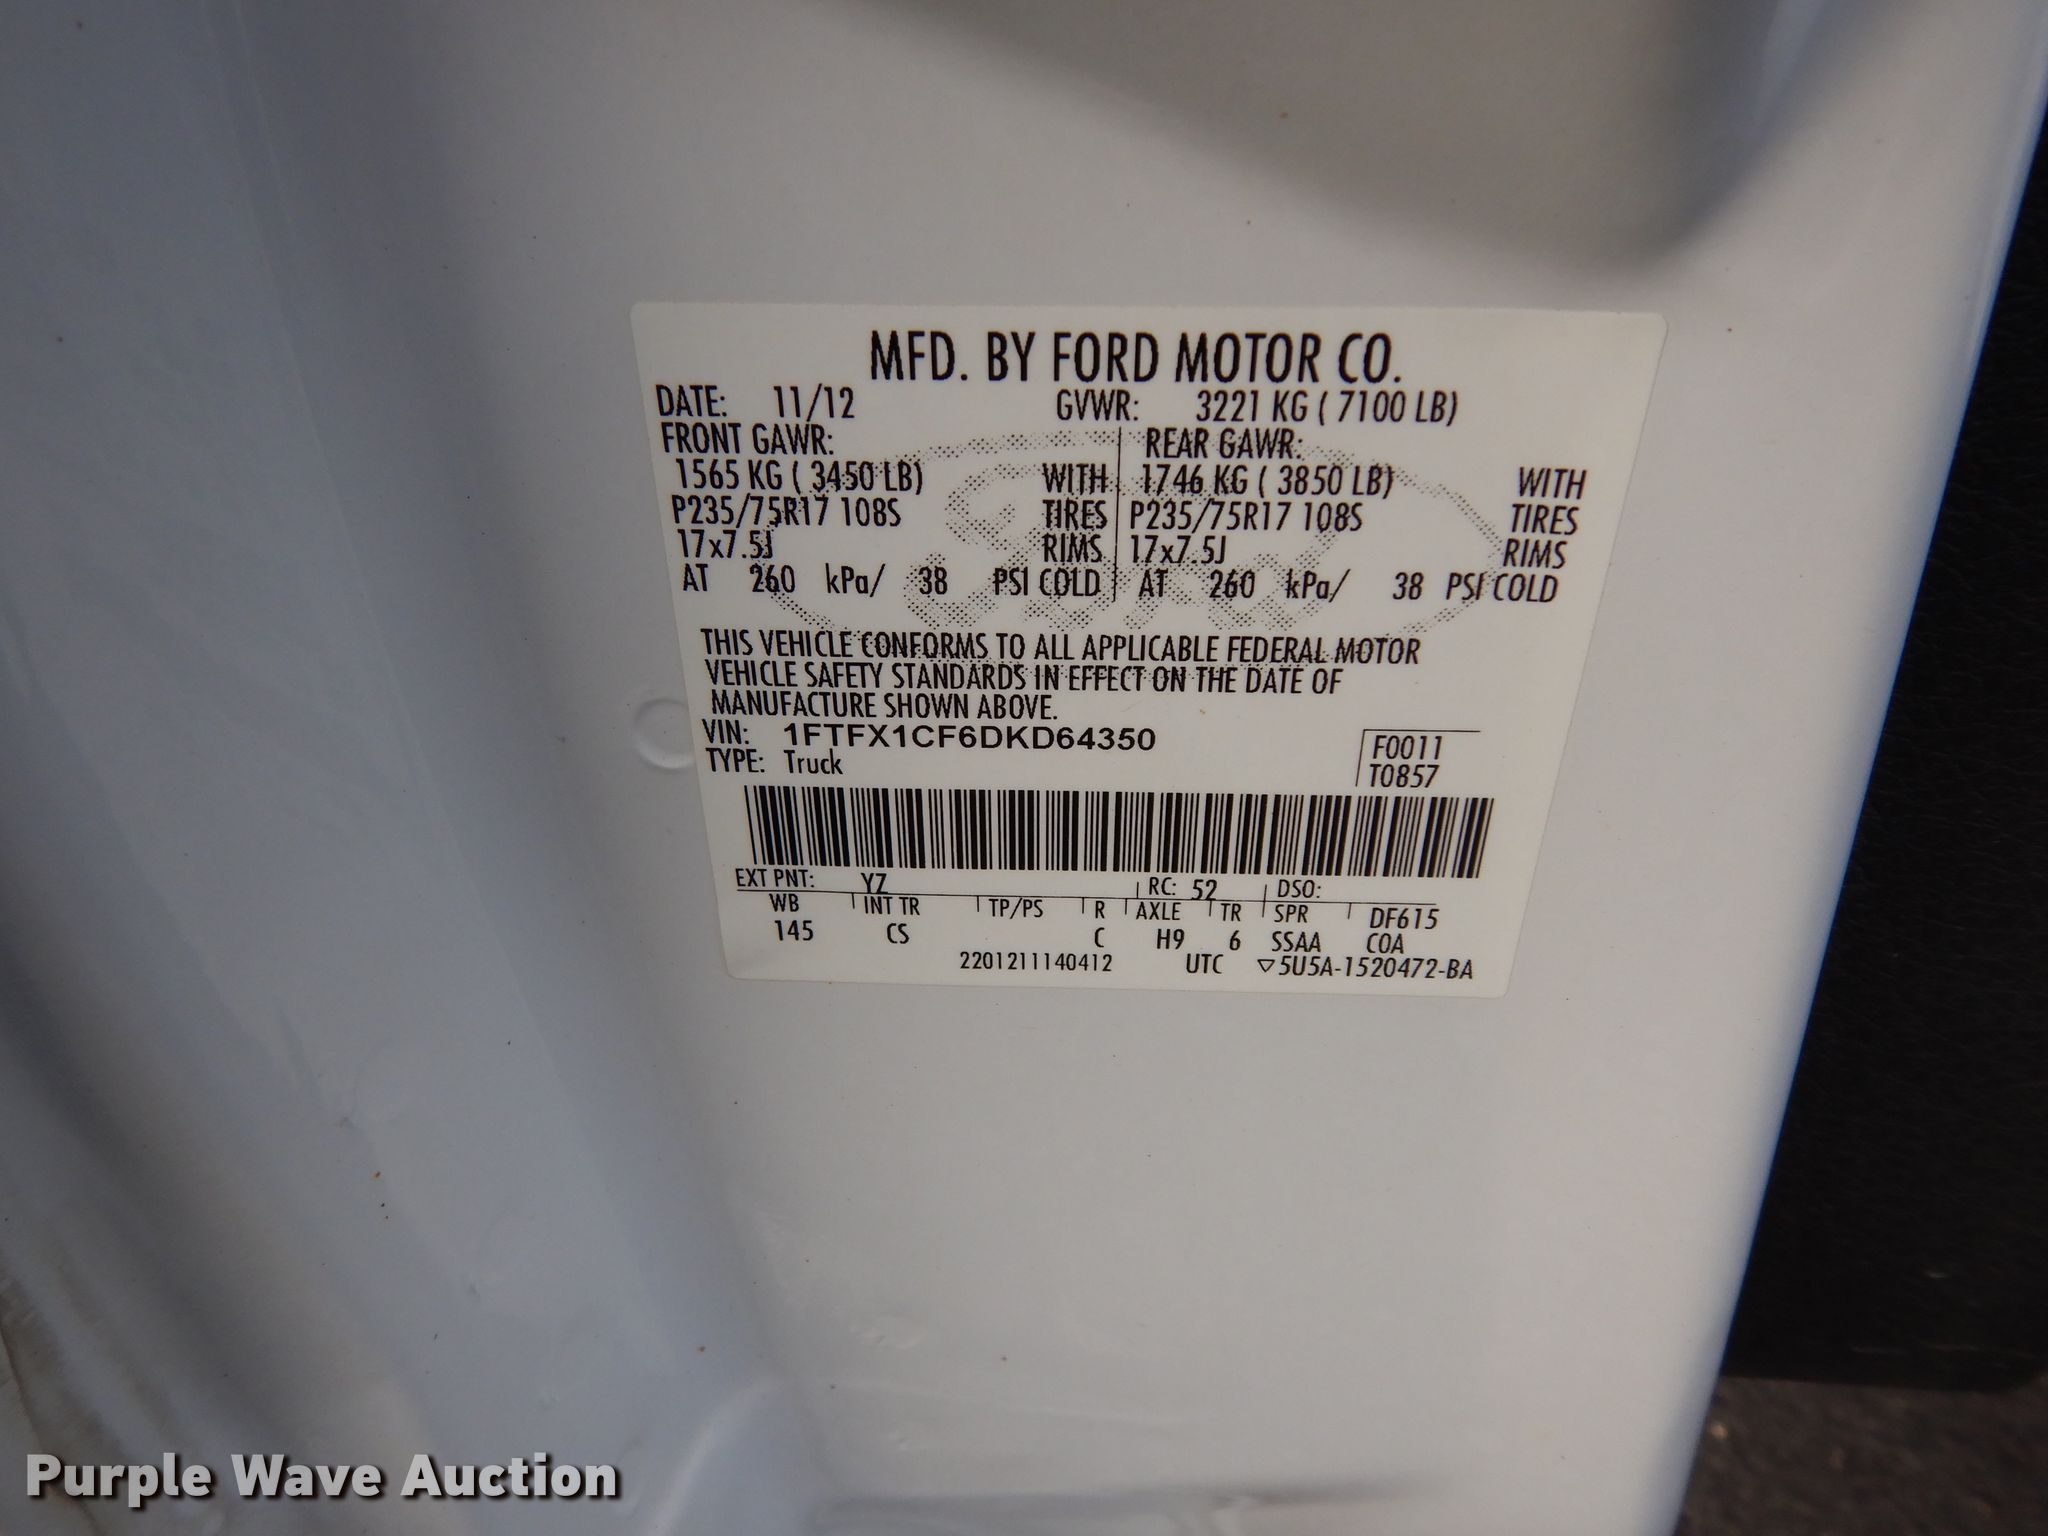 MFD. BY FORD MOTOR CO.
DATE: 11/12 GVWR: 3221 KG ( 7100 LB)
FRONT GAWR: REAR GAWR:
1565 KG ( 3450 LB) WITH 1746 KG ( 3850 LB) WITH
P235/75R17 108S TIRES P235/75R17 108S TIRES
17x7.5J RIMS 17x7.5J RIMS
AT 260 kPa/ 38 PSI COLD AT 260 kPa/ 38 PSI COLD
Ford
THIS VEHICLE CONFORMS TO ALL APPLICABLE FEDERAL MOTOR
VEHICLE SAFETY STANDARDS IN EFFECT ON THE DATE OF
MANUFACTURE SHOWN ABOVE.
VIN: 1FTFX1CF6DKD64350 F0011
TYPE: Truck T0857
EXT PNT: YZ RC: 52 DSO:
WB INT TR TP/PS R AXLE TR SPR DF615
145 CS C H9 6 SSAA COA
2201211140412 UTC ▽5U5A-1520472-BA
Purple Wave Auction